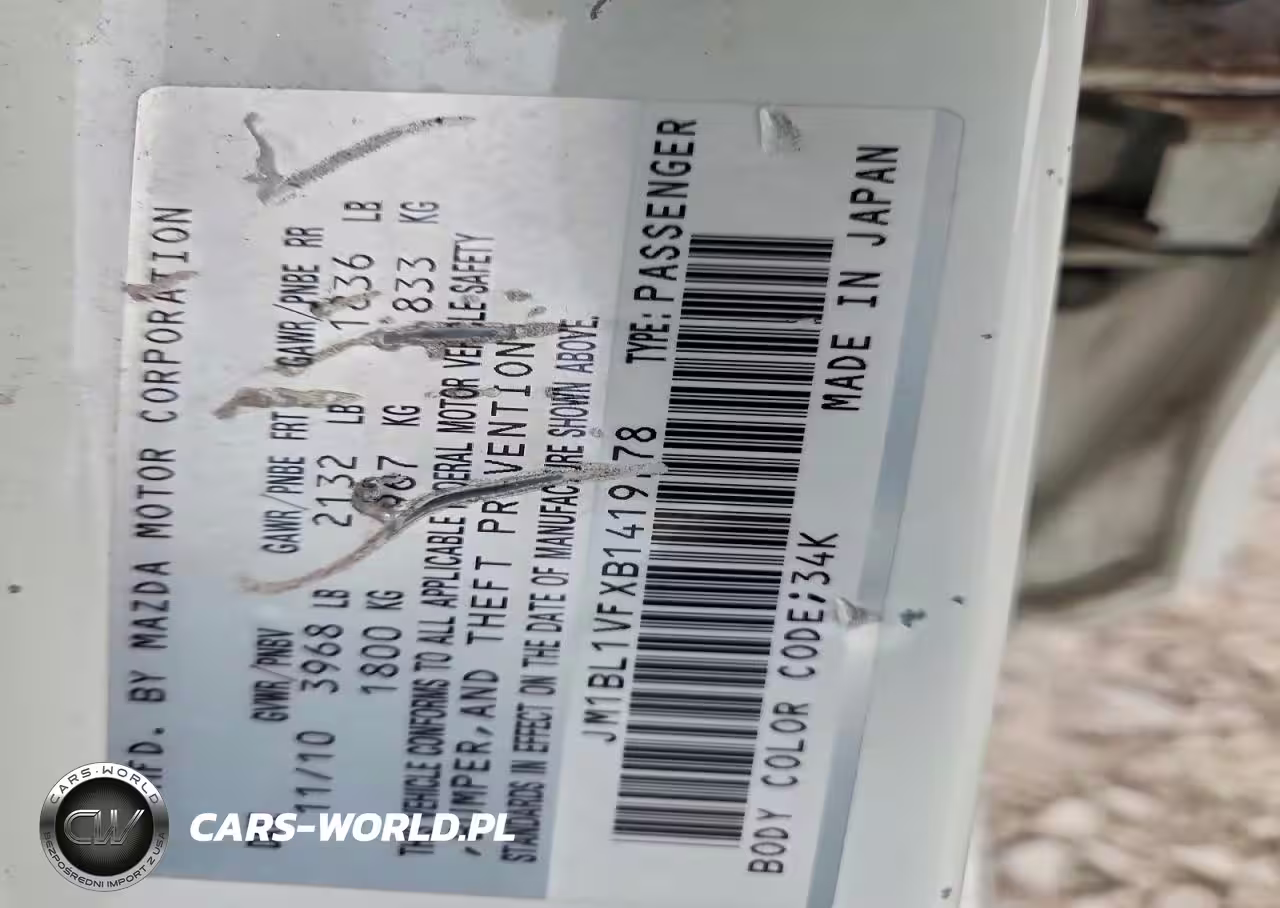 MFD. BY MAZDA MOTOR CORPORATION
GVWR/PNBV GAWR/PNBE FRT GAWR/PNBE RR
11/10 3968 LB 2132 LB 1836 LB
1800 KG 967 KG 833 KG
VEHICLE CONFORMS TO ALL APPLICABLE FEDERAL MOTOR VEHICLE SAFETY
, BUMPER, AND THEFT PREVENTION
STANDARDS IN EFFECT ON THE DATE OF MANUFACTURE SHOWN ABOVE.
TYPE: PASSENGER
BODY COLOR CODE;34K MADE IN JAPAN
CARS-WORLD
CW
BEZPOŚREDNI IMPORT Z USA
CARS-WORLD.PL